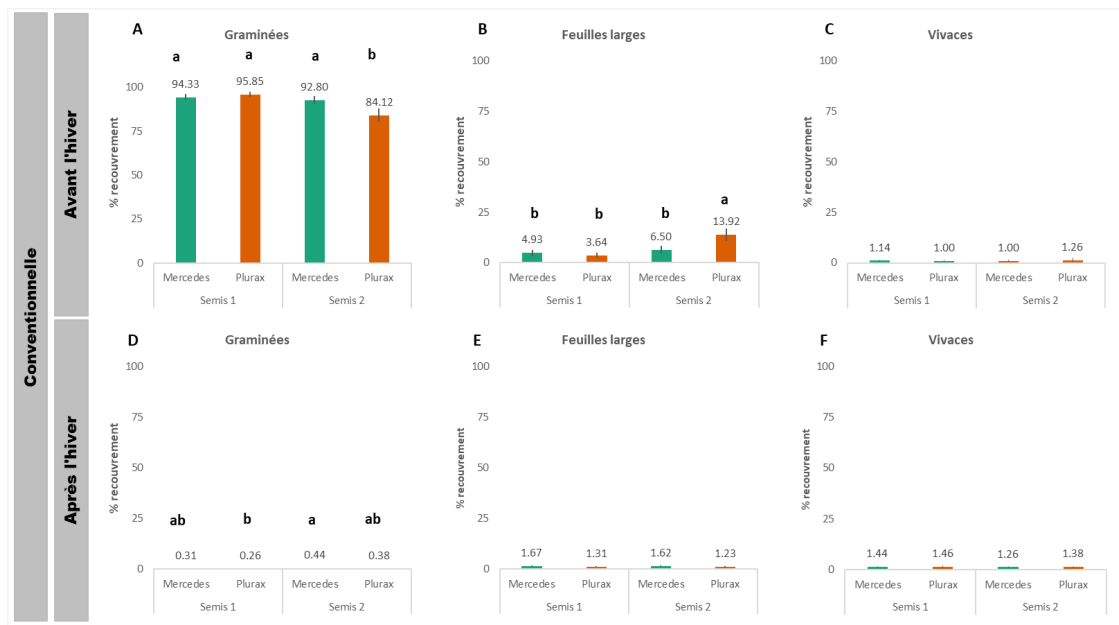 Conventionnelle
Avant l'hiver
A
Graminées
a a a b
94.33 95.85 92.80 84.12
100
75
50
25
0
% recouvrement
Mercedes Plurax Mercedes Plurax
Semis 1 Semis 2
B
Feuilles larges
100
75
50
25
0
% recouvrement
b b b a
4.93 3.64 6.50 13.92
Mercedes Plurax Mercedes Plurax
Semis 1 Semis 2
C
Vivaces
100
75
50
25
0
% recouvrement
1.14 1.00 1.00 1.26
Mercedes Plurax Mercedes Plurax
Semis 1 Semis 2
Après l'hiver
D
Graminées
100
75
50
25
0
% recouvrement
ab b a ab
0.31 0.26 0.44 0.38
Mercedes Plurax Mercedes Plurax
Semis 1 Semis 2
E
Feuilles larges
100
75
50
25
0
% recouvrement
1.67 1.31 1.62 1.23
Mercedes Plurax Mercedes Plurax
Semis 1 Semis 2
F
Vivaces
100
75
50
25
0
% recouvrement
1.44 1.46 1.26 1.38
Mercedes Plurax Mercedes Plurax
Semis 1 Semis 2